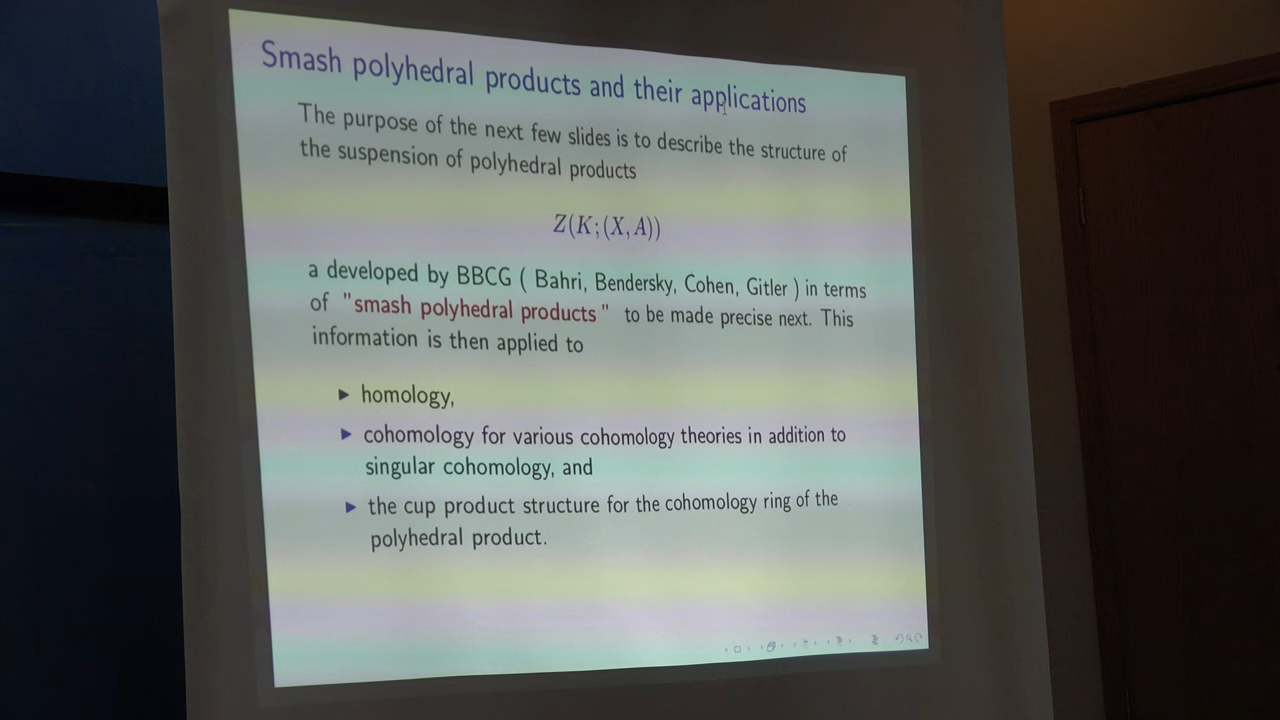 Smash polyhedral products and their applications
The purpose of the next few slides is to describe the structure of
the suspension of polyhedral products
Z(K;(X,A))
a developed by BBCG ( Bahri, Bendersky, Cohen, Gitler ) in terms
of "smash polyhedral products" to be made precise next. This
information is then applied to
▶ homology,
▶ cohomology for various cohomology theories in addition to
singular cohomology, and
▶ the cup product structure for the cohomology ring of the
polyhedral product.